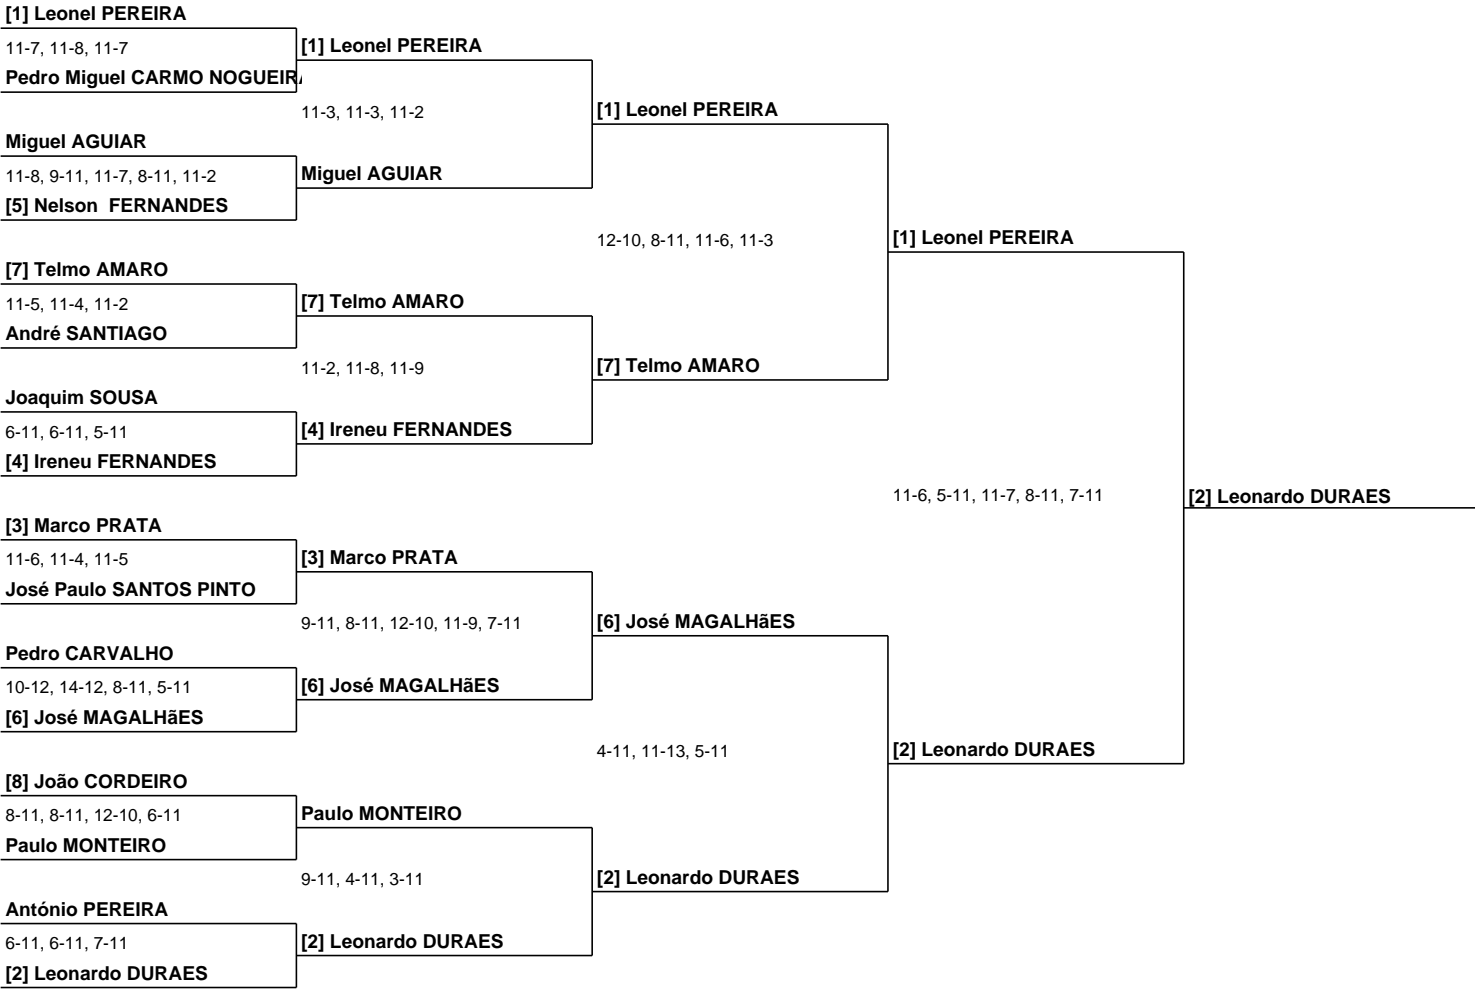 [1] Leonel PEREIRA
11-7, 11-8, 11-7
[1] Leonel PEREIRA
Pedro Miguel CARMO NOGUEIRA
11-3, 11-3, 11-2
[1] Leonel PEREIRA
Miguel AGUIAR
11-8, 9-11, 11-7, 8-11, 11-2
Miguel AGUIAR
[5] Nelson  FERNANDES
12-10, 8-11, 11-6, 11-3
[1] Leonel PEREIRA
[7] Telmo AMARO
11-5, 11-4, 11-2
[7] Telmo AMARO
André SANTIAGO
11-2, 11-8, 11-9
[7] Telmo AMARO
Joaquim SOUSA
6-11, 6-11, 5-11
[4] Ireneu FERNANDES
[4] Ireneu FERNANDES
11-6, 5-11, 11-7, 8-11, 7-11
[2] Leonardo DURAES
[3] Marco PRATA
11-6, 11-4, 11-5
[3] Marco PRATA
José Paulo SANTOS PINTO
9-11, 8-11, 12-10, 11-9, 7-11
[6] José MAGALHãES
Pedro CARVALHO
10-12, 14-12, 8-11, 5-11
[6] José MAGALHãES
[6] José MAGALHãES
4-11, 11-13, 5-11
[2] Leonardo DURAES
[8] João CORDEIRO
8-11, 8-11, 12-10, 6-11
Paulo MONTEIRO
Paulo MONTEIRO
9-11, 4-11, 3-11
[2] Leonardo DURAES
António PEREIRA
6-11, 6-11, 7-11
[2] Leonardo DURAES
[2] Leonardo DURAES